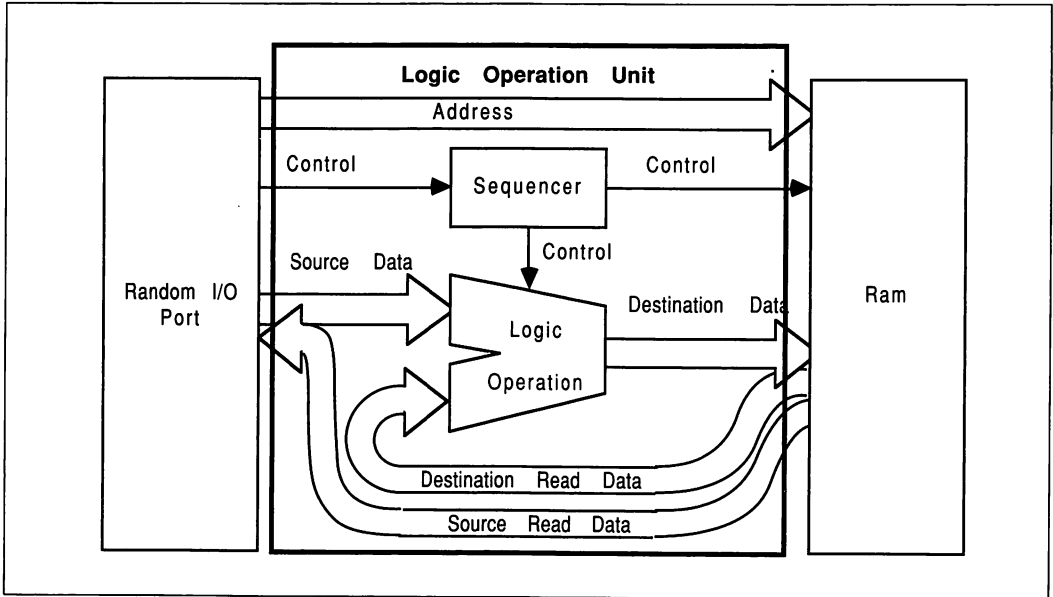 Logic Operation Unit
Address
Control
Sequencer
Control
Control
Source Data
Random I/O
Port
Logic
Operation
Destination Data
Ram
Destination Read Data
Source Read Data